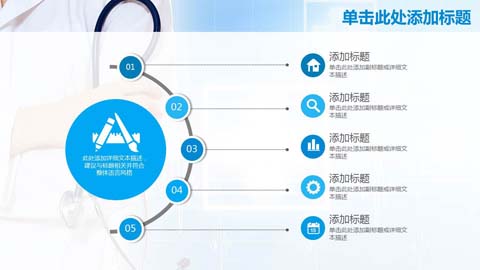 单击此处添加标题
01
02
03
04
05
此处添加详细文本描述，
建议与标题相关并符合
整体语言风格
添加标题
单击此处添加副标题或详细文
本描述
添加标题
单击此处添加副标题或详细文
本描述
添加标题
单击此处添加副标题或详细文
本描述
添加标题
单击此处添加副标题或详细文
本描述
添加标题
单击此处添加副标题或详细文
本描述